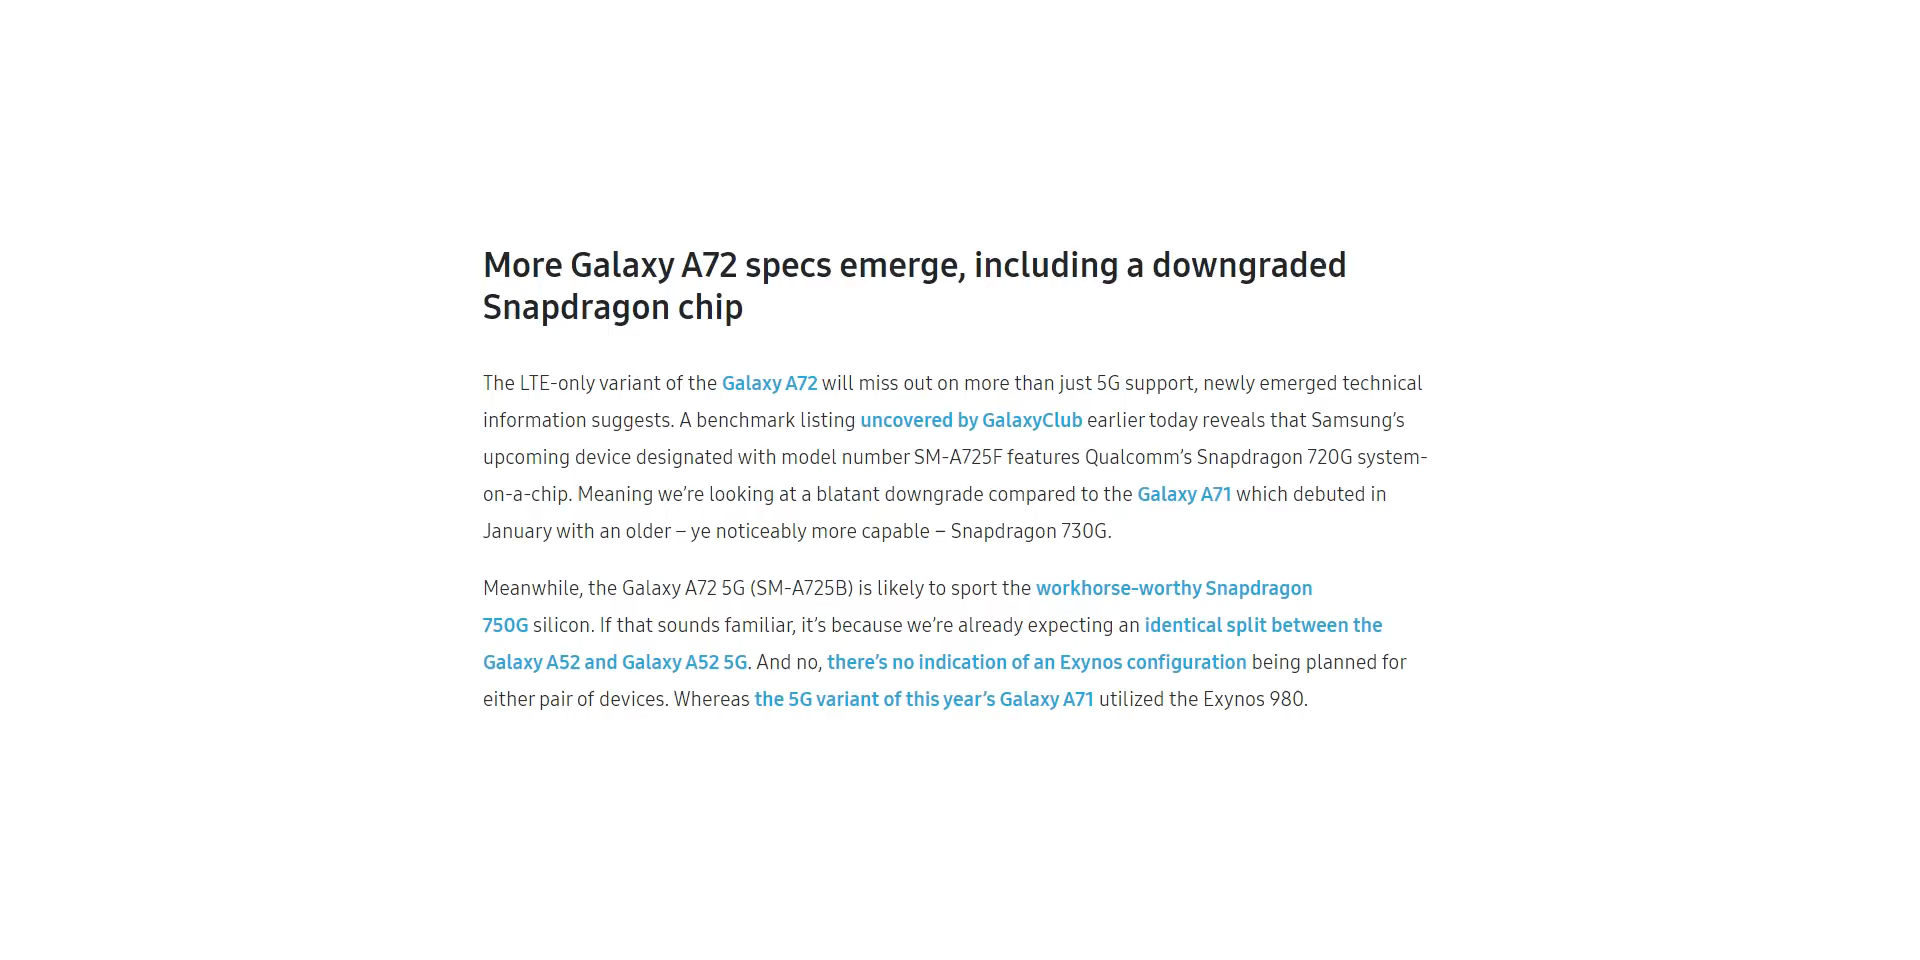 More Galaxy A72 specs emerge, including a downgraded
Snapdragon chip
The LTE-only variant of the Galaxy A72 will miss out on more than just 5G support, newly emerged technical
information suggests. A benchmark listing uncovered by GalaxyClub earlier today reveals that Samsung’s
upcoming device designated with model number SM-A725F features Qualcomm’s Snapdragon 720G system-
on-a-chip. Meaning we’re looking at a blatant downgrade compared to the Galaxy A71 which debuted in
January with an older – ye noticeably more capable – Snapdragon 730G.
Meanwhile, the Galaxy A72 5G (SM-A725B) is likely to sport the workhorse-worthy Snapdragon
750G silicon. If that sounds familiar, it’s because we’re already expecting an identical split between the
Galaxy A52 and Galaxy A52 5G. And no, there’s no indication of an Exynos configuration being planned for
either pair of devices. Whereas the 5G variant of this year’s Galaxy A71 utilized the Exynos 980.